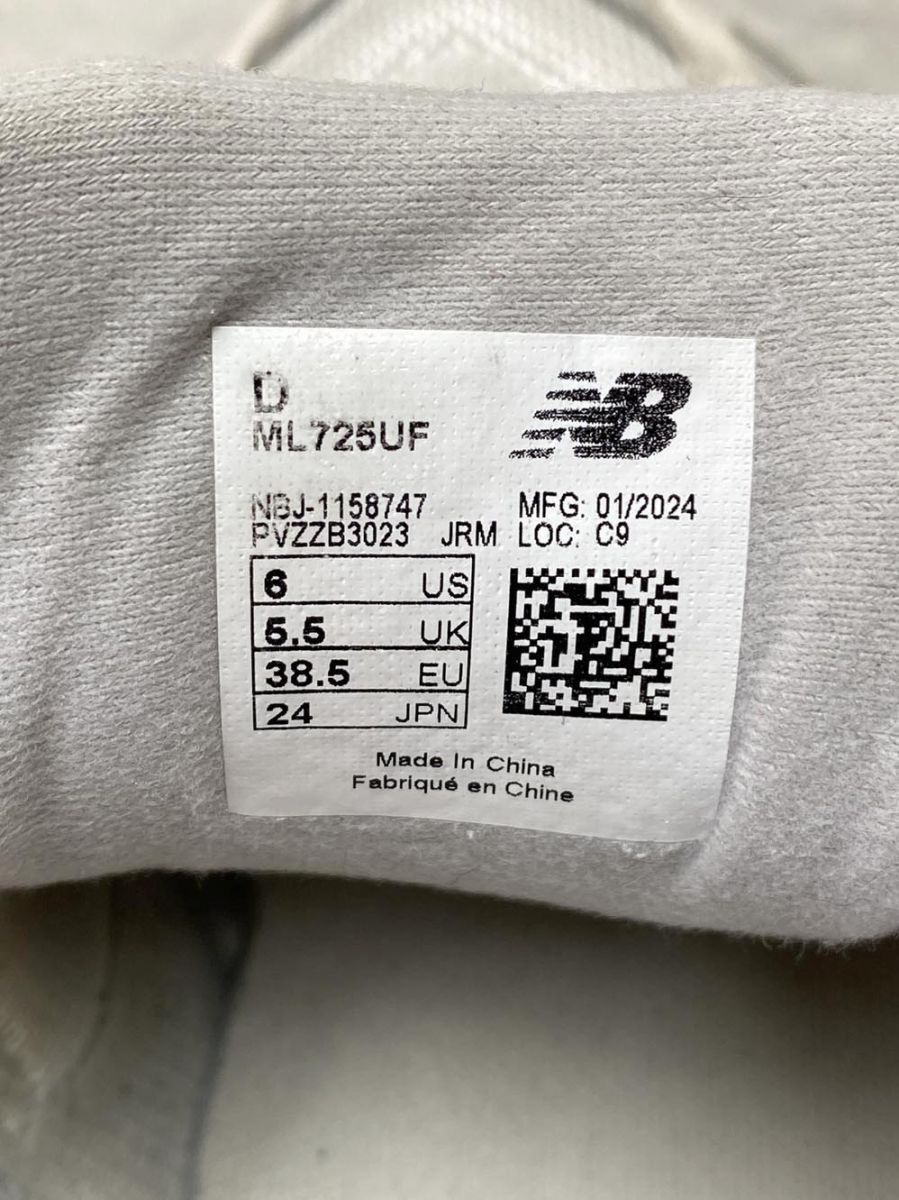 D
NB
ML725UF
NBJ-1158747 MFG: 01/2024
PVZZB3023 JRM LOC: C9
6 US
5.5 UK
38.5 EU
24 JPN
Made In China
Fabriqué en Chine